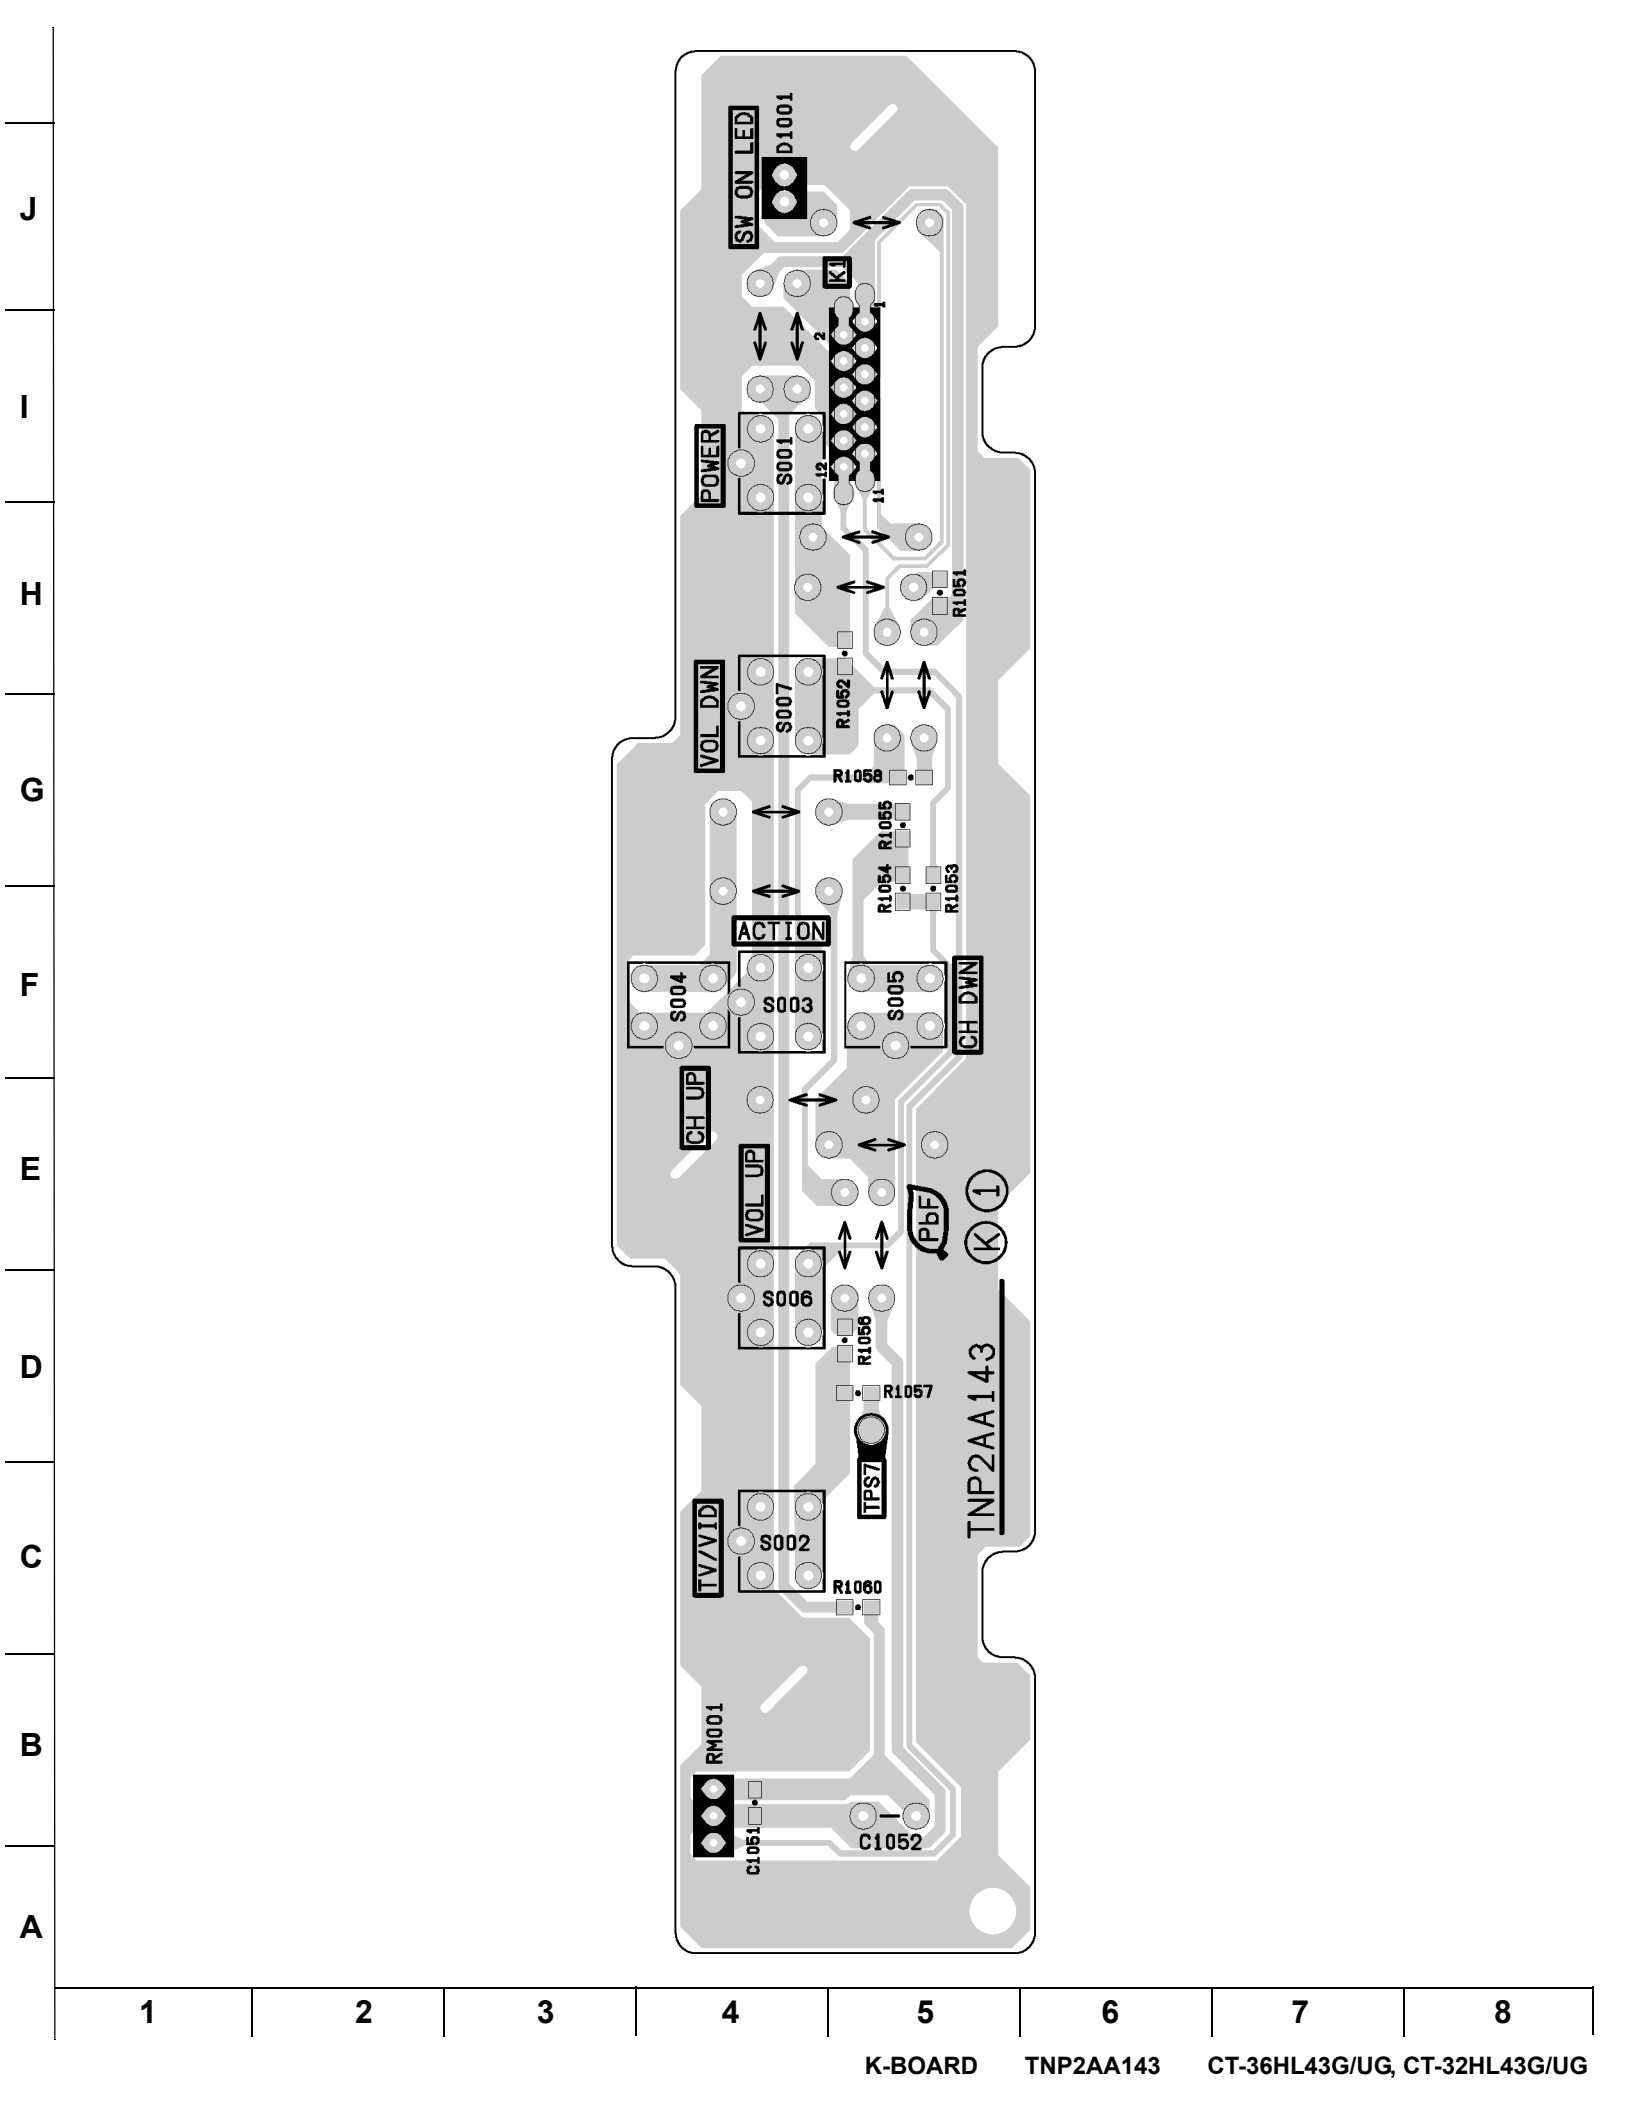 SW ON LED
D1001
J
K1
1
2
I
POWER
S001
12
11
H
R1051
R1052
VOL DWN
S007
R1058
G
R1055
R1054
R1053
ACTION
F
S004
S003
S005
CH DWN
CH UP
E
VOL UP
PbF
1
K
S006
R1056
D
R1057
TNP2AA143
TPS7
TV/VID
C
S002
R1060
RM001
B
C1051
C1052
A
1 2 3 4 5 6 7 8
K-BOARD TNP2AA143 CT-36HL43G/UG, CT-32HL43G/UG